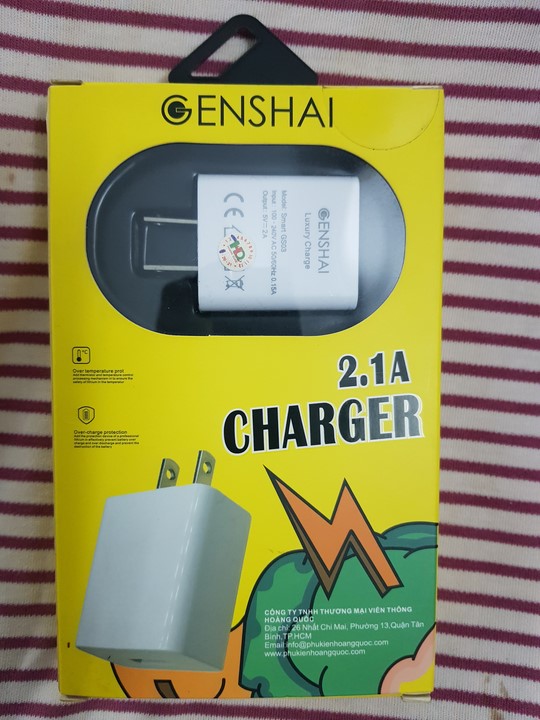 GENSHAI
GENSHAI
Luxury Charge
Model: Smart GS03
Input: 100 - 240V AC 50/60Hz 0.15A
Output: 5V 2A
CE
°C
Over temperature prot
Over-charge protection
2.1A
CHARGER
CÔNG TY TNHH THƯƠNG MẠI VIỄN THÔNG
HOÀNG QUỐC
Địa chỉ: 26 Nhất Chi Mai, Phường 13,Quận Tân
Bình,TP.HCM
Email:info@phukienhoangquoc.com
www.phukienhoangquoc.com